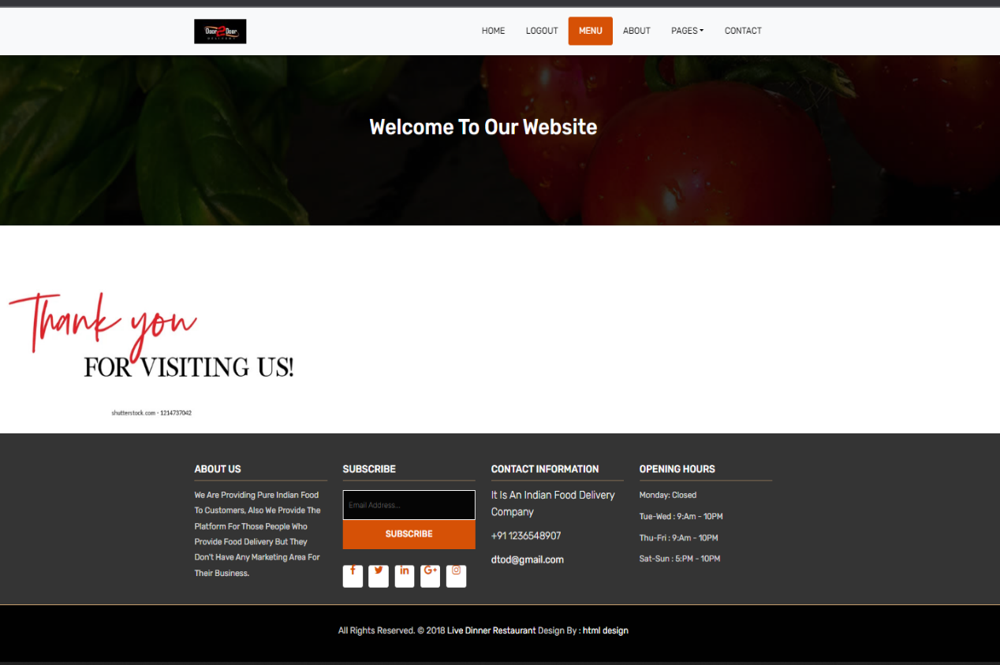 Door 2 Door
DELIVERY
HOME LOGOUT MENU ABOUT PAGES CONTACT
Welcome To Our Website
Thank you
FOR VISITING US!
shutterstock.com • 1214737042
ABOUT US
We Are Providing Pure Indian Food
To Customers, Also We Provide The
Platform For Those People Who
Provide Food Delivery But They
Don't Have Any Marketing Area For
Their Business.
SUBSCRIBE
Email Address...
SUBSCRIBE
CONTACT INFORMATION
It Is An Indian Food Delivery
Company
+91 1236548907
dtod@gmail.com
OPENING HOURS
Monday: Closed
Tue-Wed : 9:Am - 10PM
Thu-Fri : 9:Am - 10PM
Sat-Sun : 5:PM - 10PM
All Rights Reserved. © 2018 Live Dinner Restaurant Design By : html design